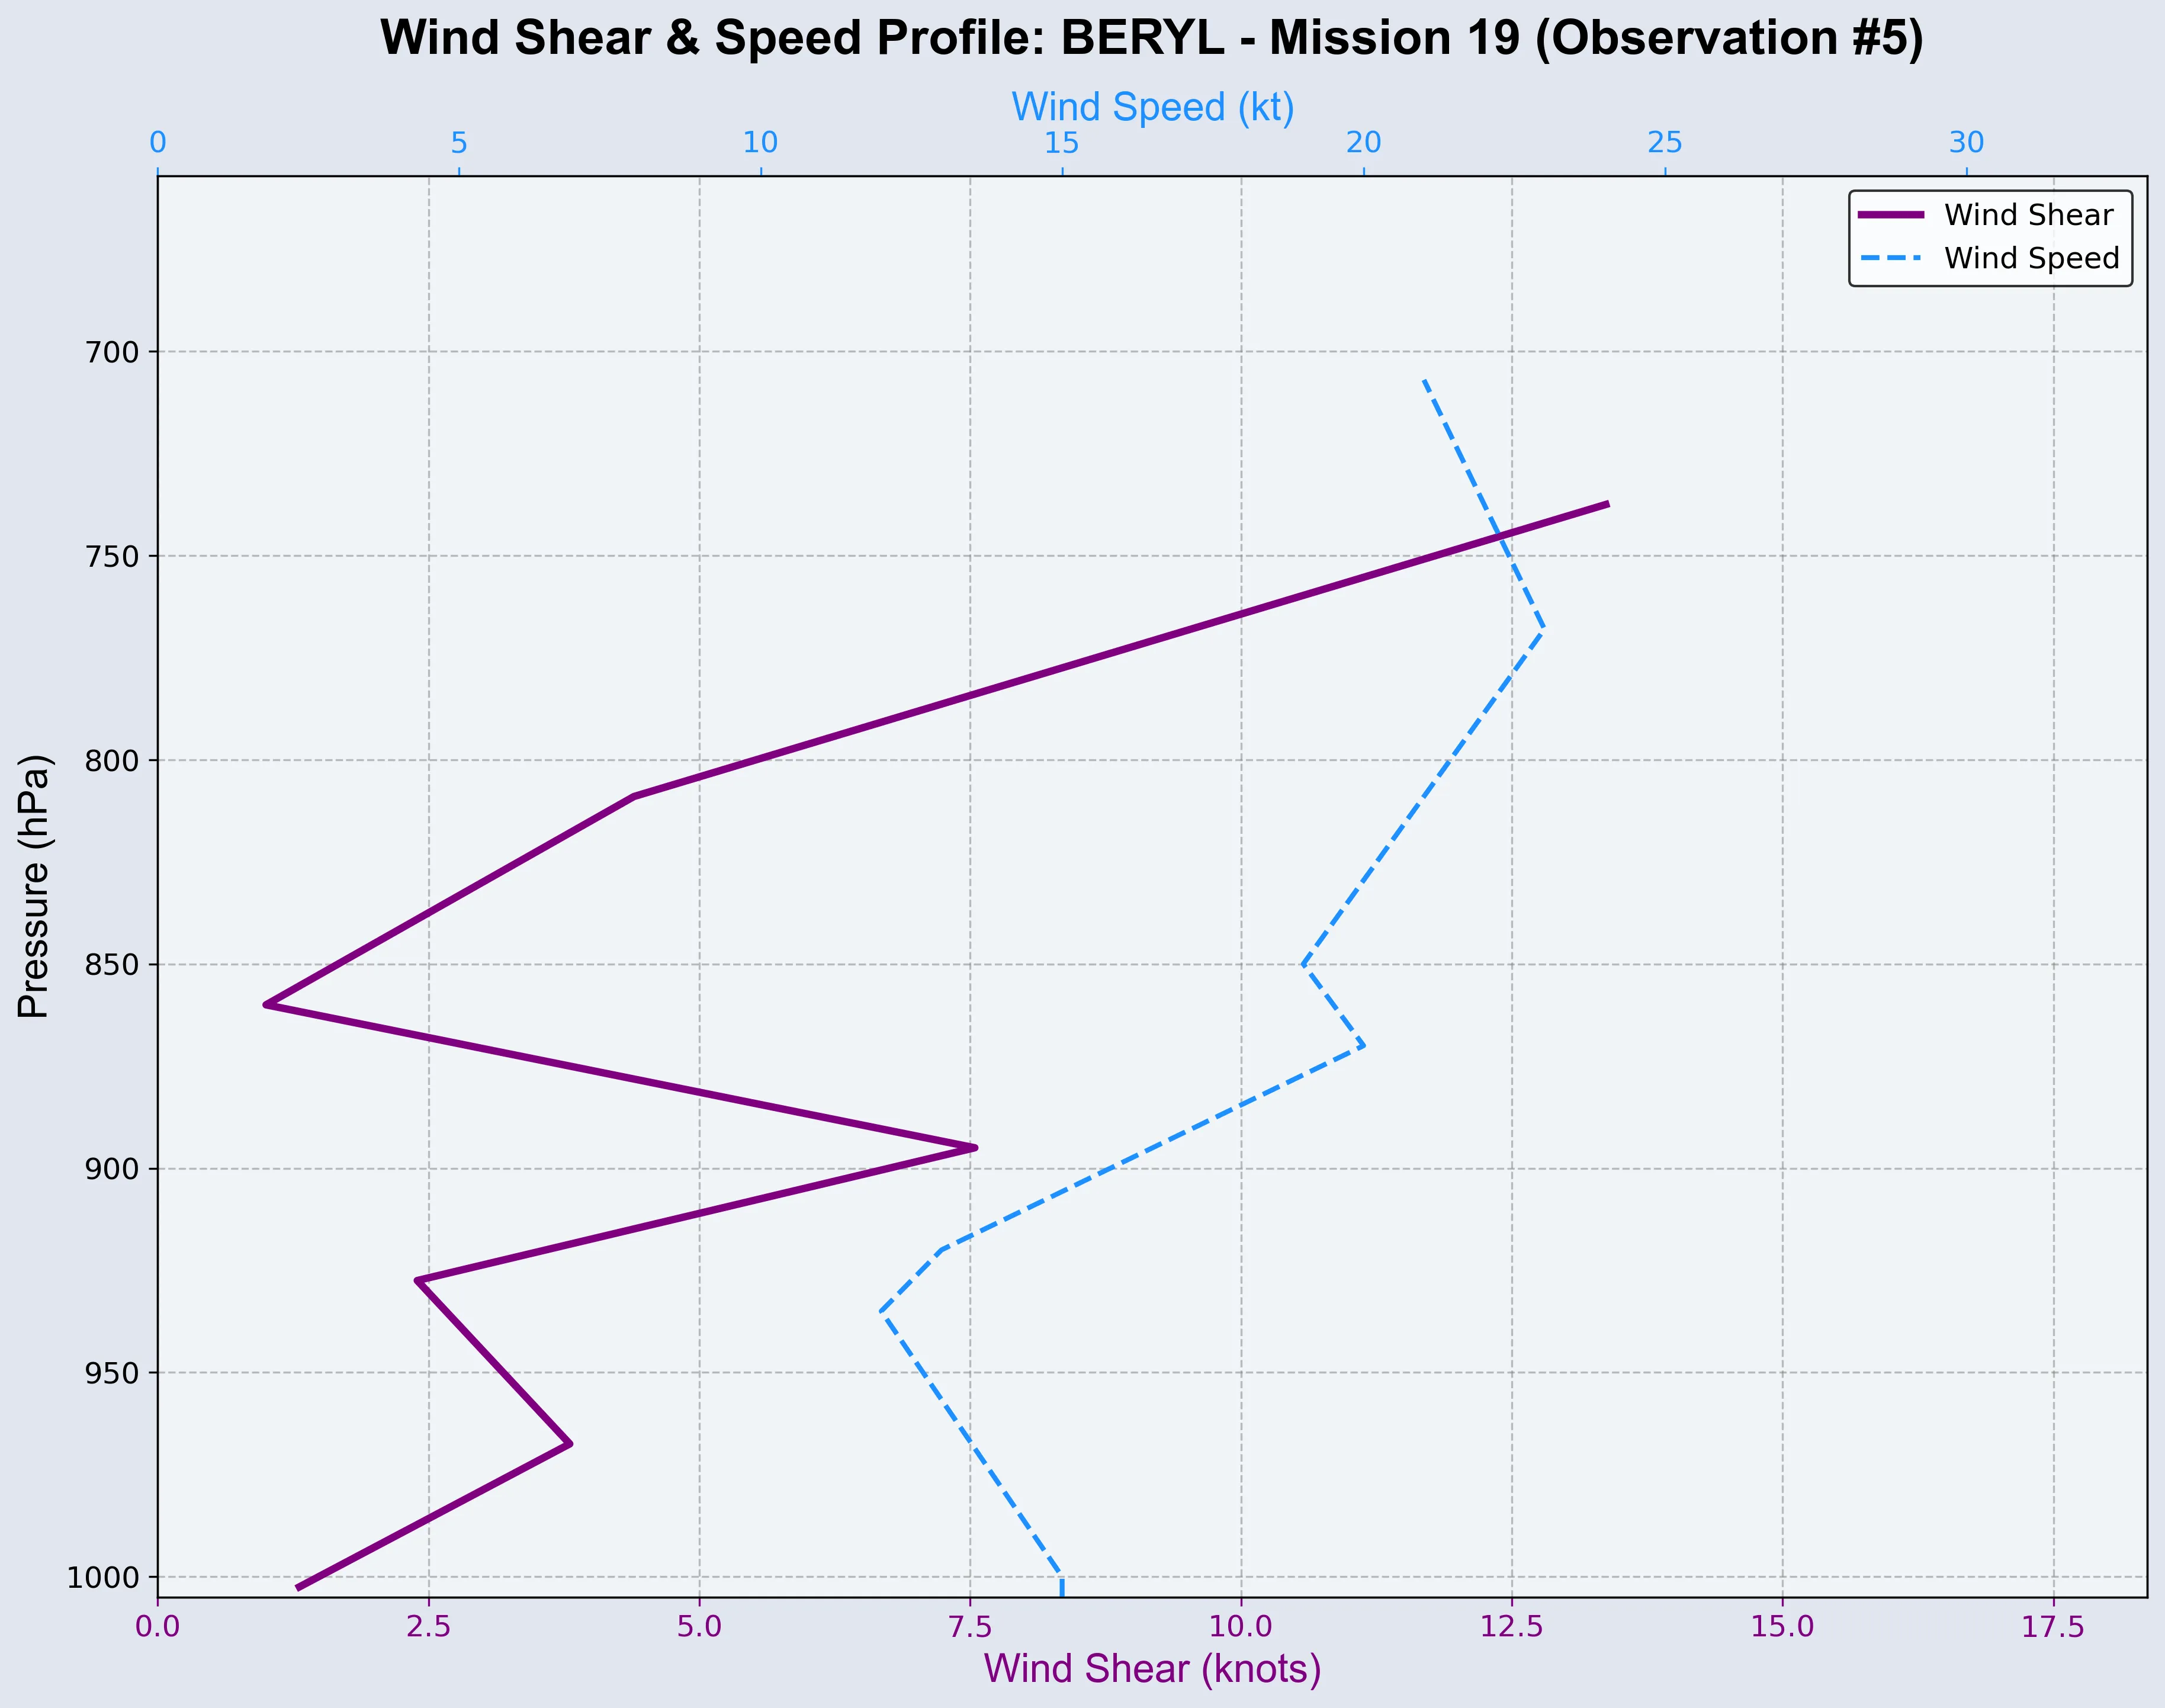 Wind Shear & Speed Profile: BERYL - Mission 19 (Observation #5)
Wind Speed (kt)
0 5 10 15 20 25 30
Wind Shear
Wind Speed
700
750
800
850
900
950
1000
Pressure (hPa)
0.0 2.5 5.0 7.5 10.0 12.5 15.0 17.5
Wind Shear (knots)